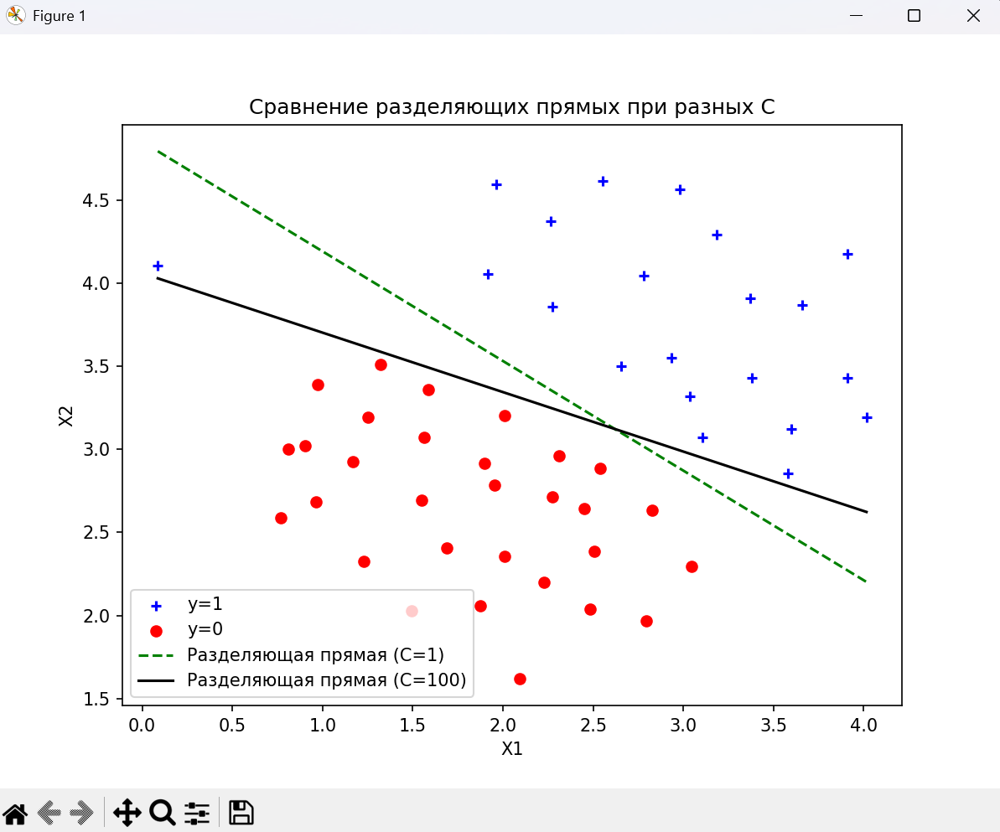 Figure 1
Сравнение разделяющих прямых при разных C
4.5
4.0
3.5
3.0
2.5
2.0
1.5
X2
y=1
y=0
Разделяющая прямая (C=1)
Разделяющая прямая (C=100)
0.0 0.5 1.0 1.5 2.0 2.5 3.0 3.5 4.0
X1